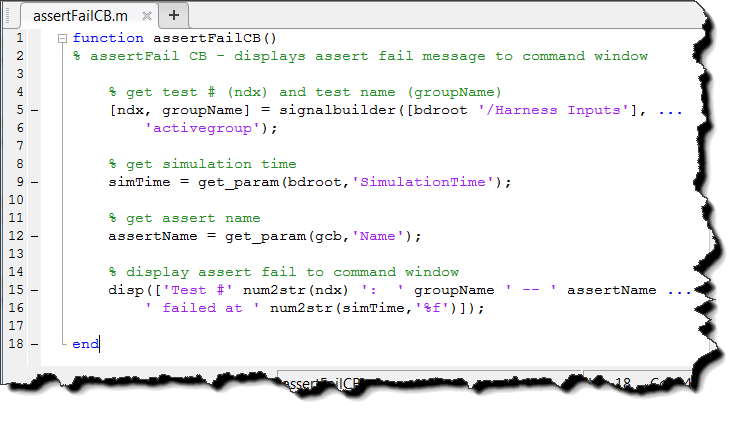 assertFailCB.m × +
1 function assertFailCB()
2 % assertFail CB - displays assert fail message to command window
3
4 % get test # (ndx) and test name (groupName)
5 – [ndx, groupName] = signalbuilder([bdroot '/Harness Inputs'], ...
6 'activegroup');
7
8 % get simulation time
9 – simTime = get_param(bdroot,'SimulationTime');
10
11 % get assert name
12 – assertName = get_param(gcb,'Name');
13
14 % display assert fail to command window
15 – disp(['Test #' num2str(ndx) ':  ' groupName ' -- ' assertName ...
16 ' failed at ' num2str(simTime,'%f')]);
17
18 – end
assertFailCB 18